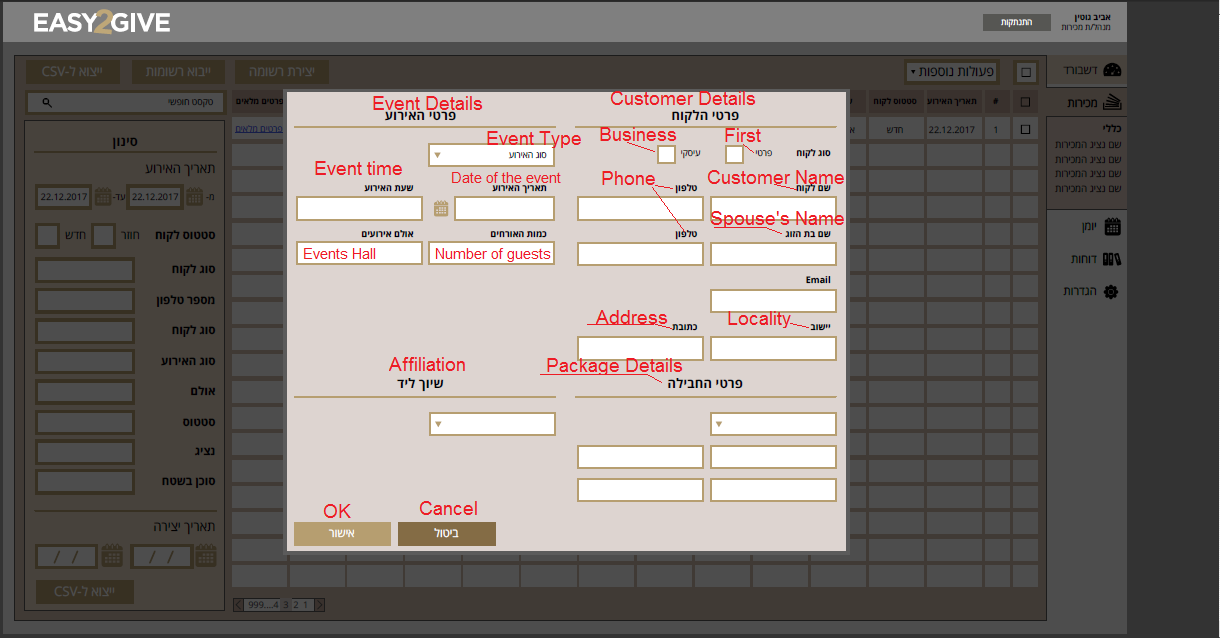 EASY2GIVE
אביב נוטין
מנהל/ת מכירות
התנתקות
ייצוא ל-CSV
ייבוא רשומות
יצירת רשומה
פעולות נוספות
דשבורד
טקסט חופשי
פרטים מלאים
סטטוס לקוח
תאריך האירוע
#
מכירות
פרטים מלאים
חדש
22.12.2017
1
כללי
שם נציג המכירות
שם נציג המכירות
שם נציג המכירות
שם נציג המכירות
יומן
דוחות
הגדרות
סינון
תאריך האירוע
מ-
22.12.2017
עד-
22.12.2017
סטטוס לקוח
חוזר
חדש
סוג לקוח
מספר טלפון
סוג לקוח
סוג האירוע
אולם
סטטוס
נציג
סוכן בשטח
תאריך יצירה
/ /
/ /
ייצוא ל-CSV
Customer Details
פרטי הלקוח
Business
First
סוג לקוח
פרטי
עיסקי
Phone
Customer Name
שם לקוח
טלפון
Spouse's Name
שם בת הזוג
טלפון
Email
Address
Locality
יישוב
כתובת
Package Details
פרטי החבילה
Event Details
פרטי האירוע
Event Type
סוג האירוע
Event time
Date of the event
תאריך האירוע
שעת האירוע
כמות האורחים
אולם אירועים
Events Hall
Number of guests
Affiliation
שיוך ליד
OK
Cancel
אישור
ביטול
999....4 3 2 1